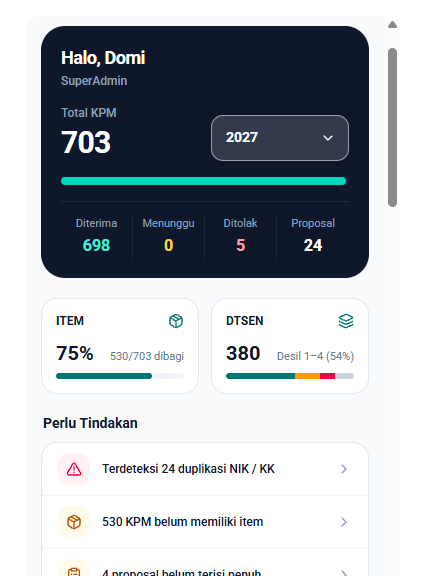 Halo, Domi
SuperAdmin
Total KPM
703
2027
Diterima Menunggu Ditolak Proposal
698 0 5 24
ITEM
75% 530/703 dibagi
DTSEN
380 Desil 1–4 (54%)
Perlu Tindakan
Terdeteksi 24 duplikasi NIK / KK
530 KPM belum memiliki item
4 proposal belum terisi penuh